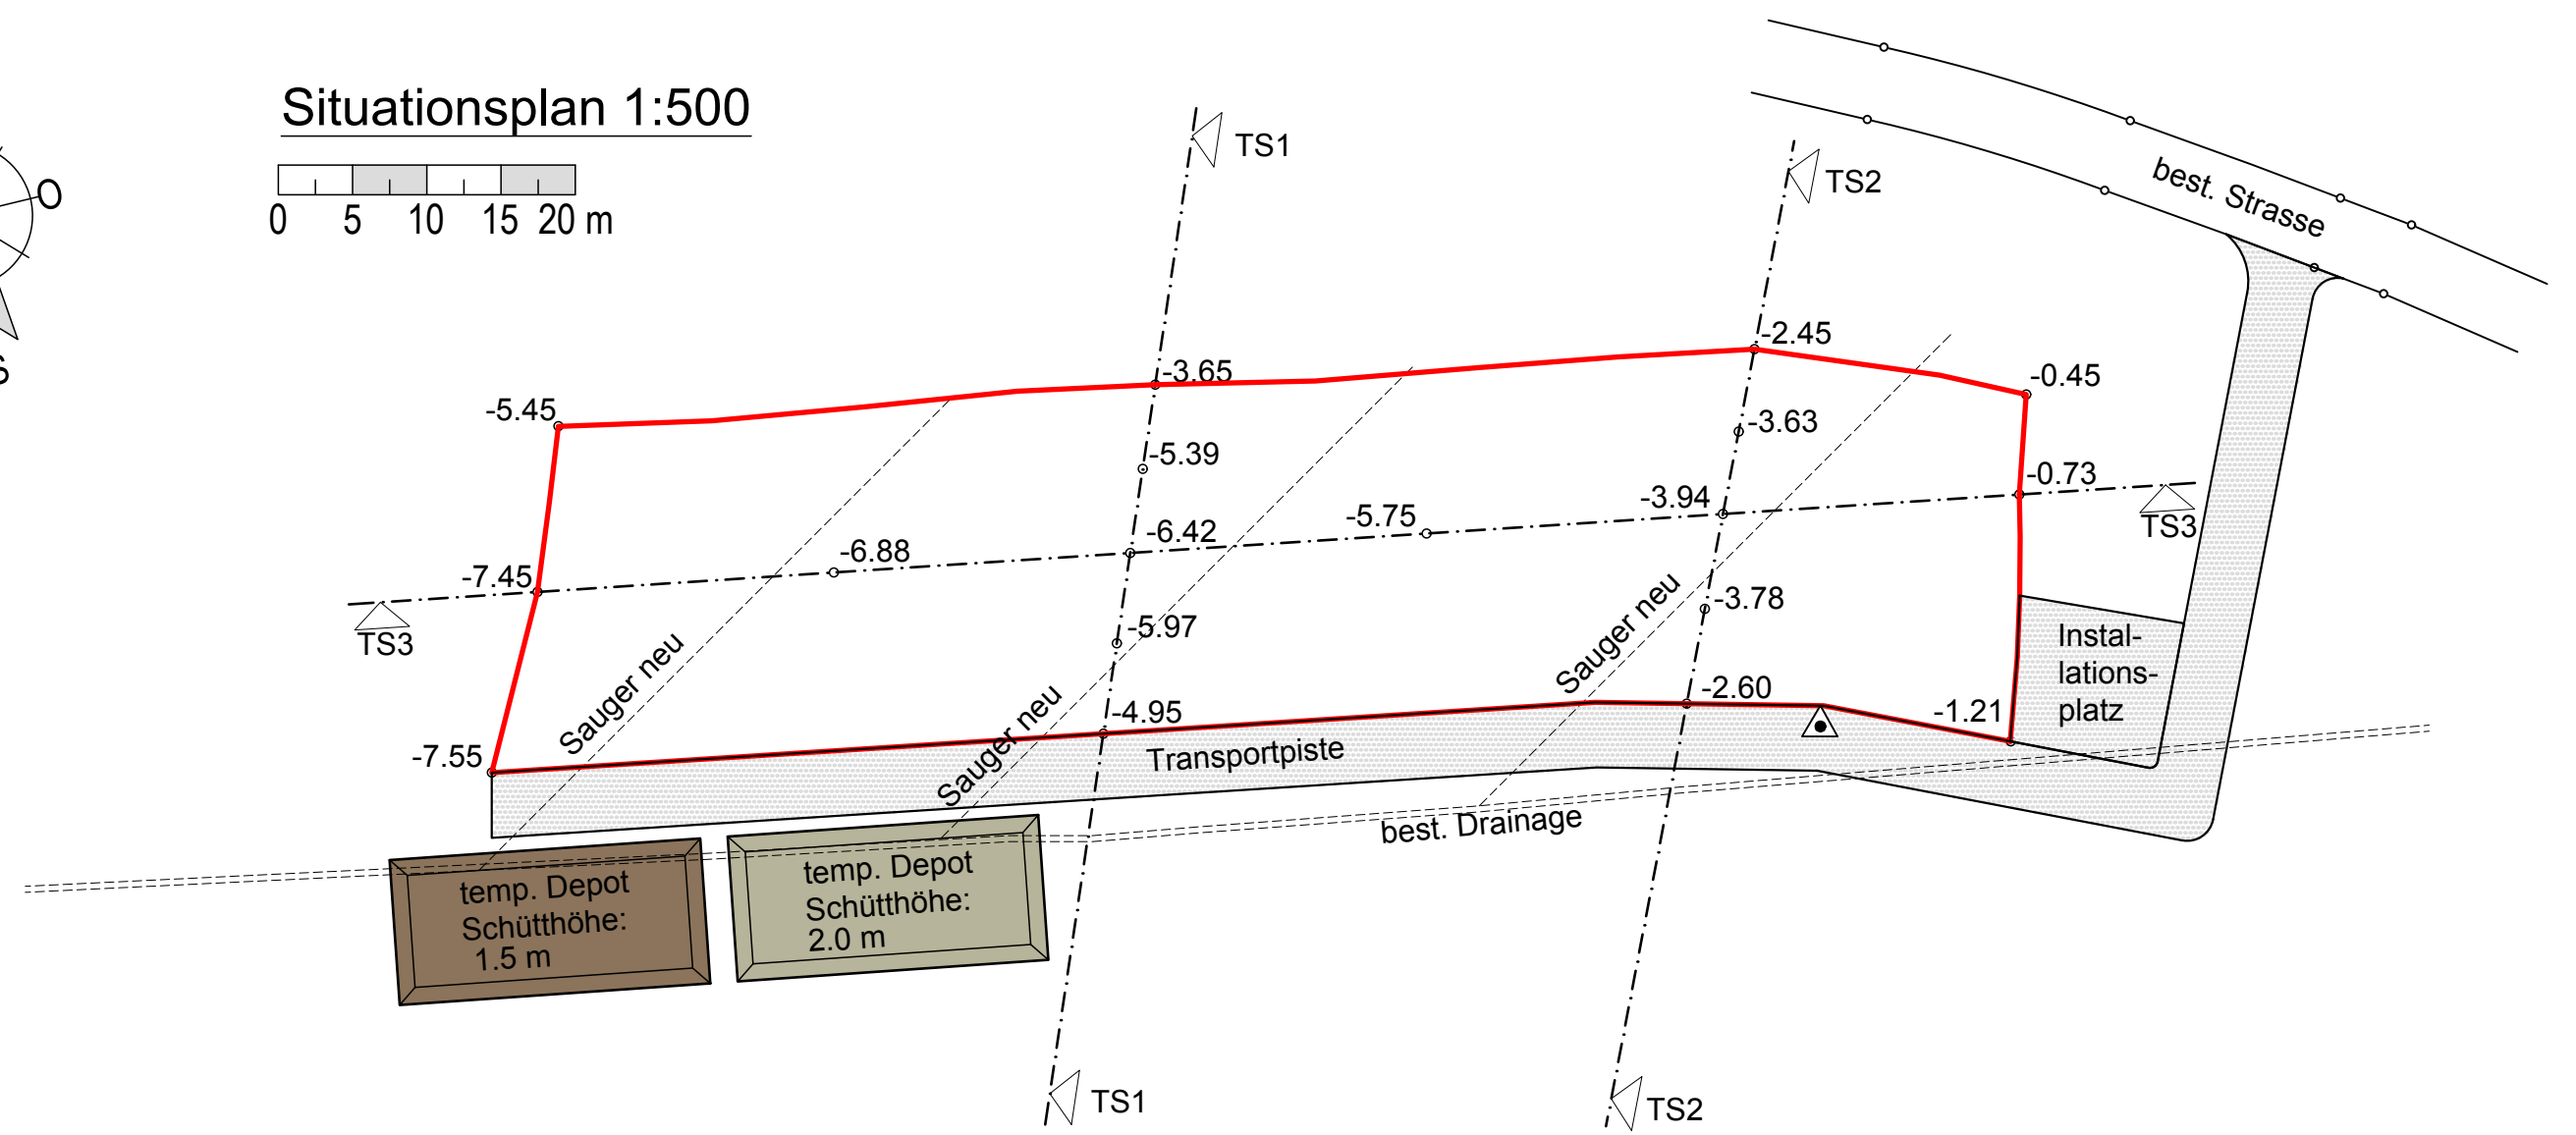 Situationsplan 1:500
0 5 10 15 20 m
O
S
TS1
TS2
best. Strasse
-2.45
-3.65
-0.45
-5.45
-3.63
-5.39
-0.73
-3.94
-5.75
-6.42
-6.88
TS3
-7.45
-3.78
-5.97
TS3
Sauger neu
Sauger neu
Sauger neu
Instal-
lations-
platz
-2.60
-4.95
-1.21
-7.55
Transportpiste
best. Drainage
temp. Depot
Schütthöhe:
1.5 m
temp. Depot
Schütthöhe:
2.0 m
TS1
TS2